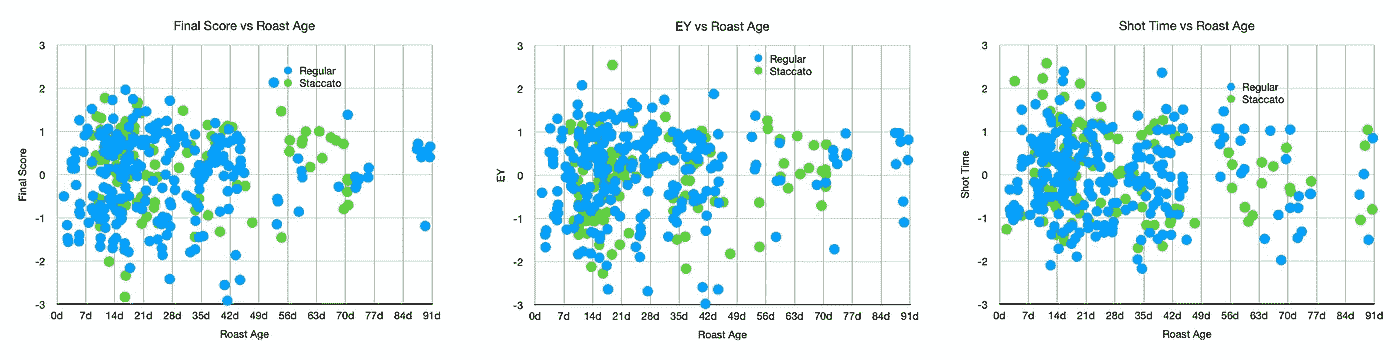 Final Score vs Roast Age
3
2
1
0
-1
-2
-3
Final Score
Regular
Staccato
0d 7d 14d 21d 28d 35d 42d 49d 56d 63d 70d 77d 84d 91d
Roast Age
EY vs Roast Age
3
2
1
0
-1
-2
-3
EY
Regular
Staccato
0d 7d 14d 21d 28d 35d 42d 49d 56d 63d 70d 77d 84d 91d
Roast Age
Shot Time vs Roast Age
3
2
1
0
-1
-2
-3
Shot Time
Regular
Staccato
0d 7d 14d 21d 28d 35d 42d 49d 56d 63d 70d 77d 84d 91d
Roast Age